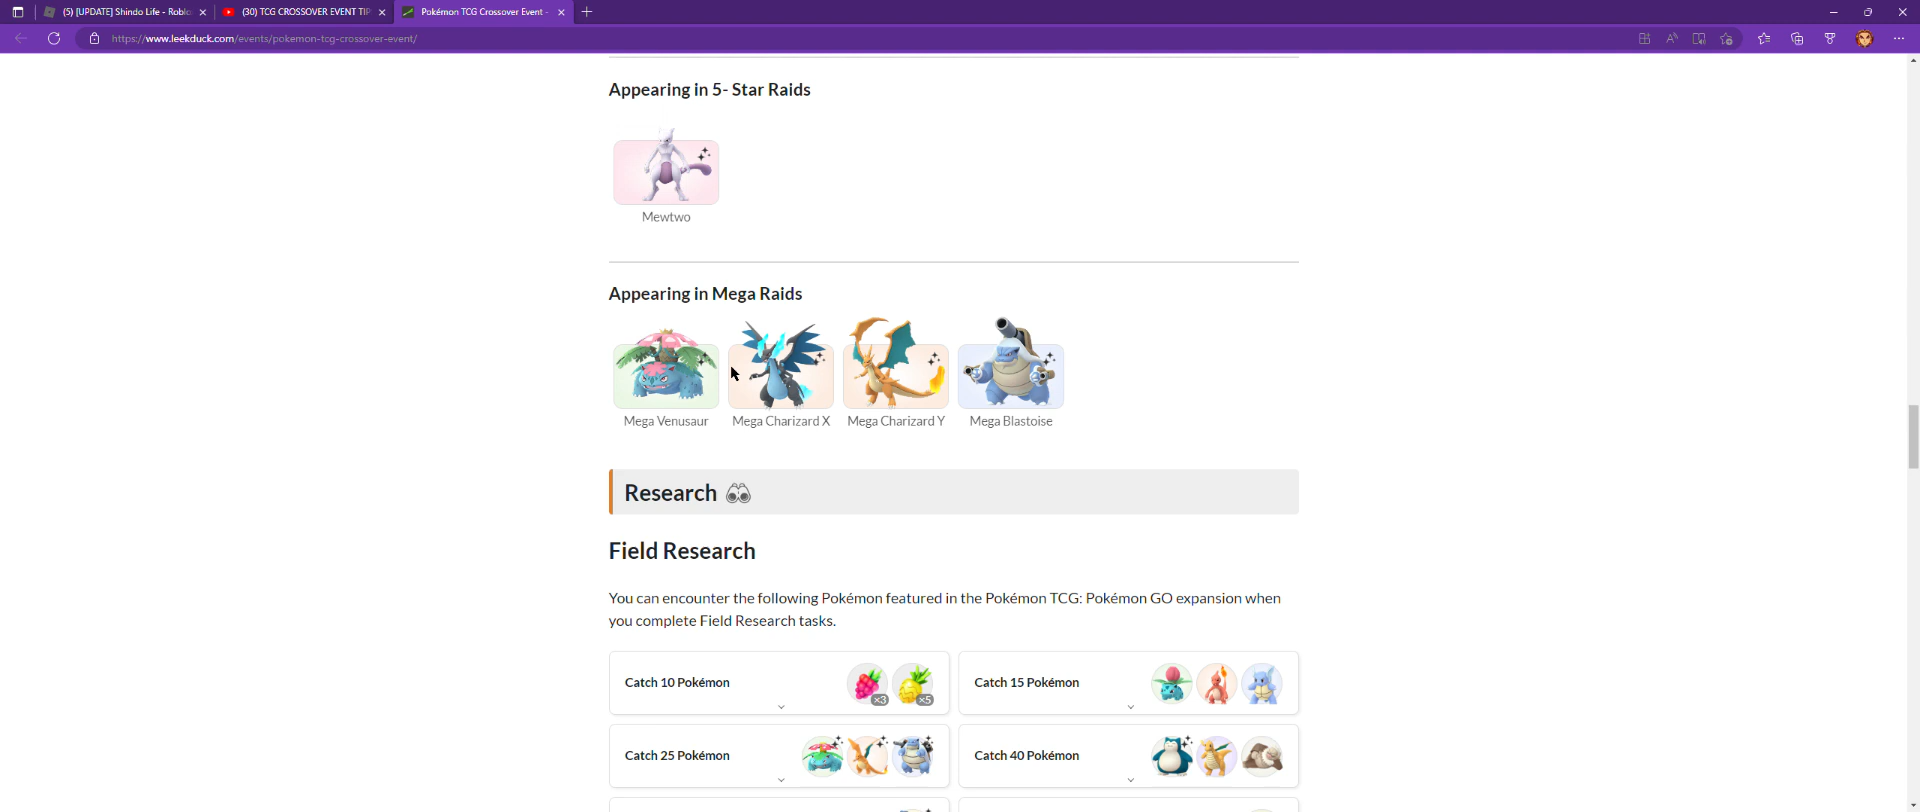 (5) [UPDATE] Shindo Life - Roblo
(30) TCG CROSSOVER EVENT TIP
Pokémon TCG Crossover Event -
https://www.leekduck.com/events/pokemon-tcg-crossover-event/
Appearing in 5- Star Raids
Mewtwo
Appearing in Mega Raids
Mega Venusaur
Mega Charizard X
Mega Charizard Y
Mega Blastoise
Research
Field Research
You can encounter the following Pokémon featured in the Pokémon TCG: Pokémon GO expansion when
you complete Field Research tasks.
Catch 10 Pokémon
×3
×5
Catch 15 Pokémon
Catch 25 Pokémon
Catch 40 Pokémon